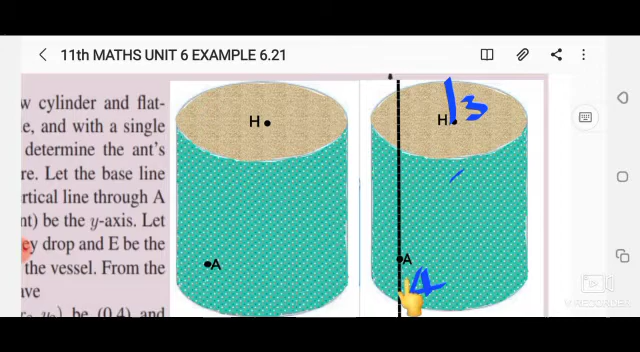 11th MATHS UNIT 6 EXAMPLE 6.21
w cylinder and flat-
e, and with a single
determine the ant's
re. Let the base line
rtical line through A
nt) be the y-axis. Let
ey drop and E be the
the vessel. From the
ave
be (0,4) and
H
A
H
13
A
4
V RECORDER